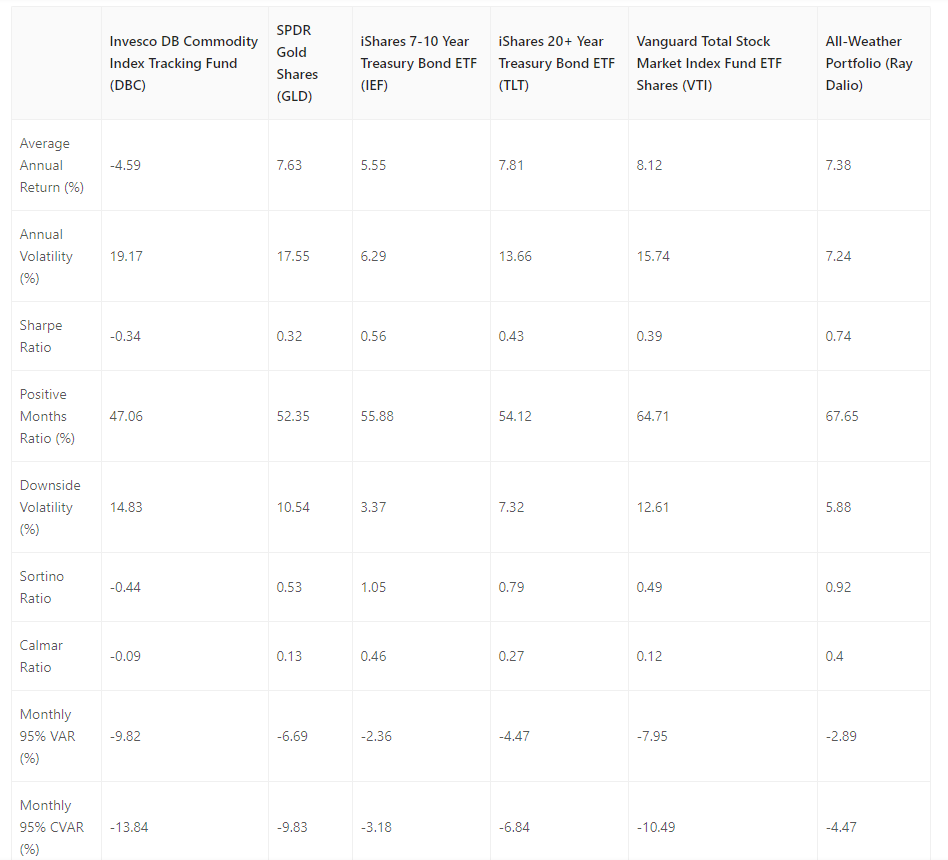 Invesco DB Commodity Index Tracking Fund (DBC) SPDR Gold Shares (GLD) iShares 7-10 Year Treasury Bond ETF (IEF) iShares 20+ Year Treasury Bond ETF (TLT) Vanguard Total Stock Market Index Fund ETF Shares (VTI) All-Weather Portfolio (Ray Dalio)
Average Annual Return (%) -4.59 7.63 5.55 7.81 8.12 7.38
Annual Volatility (%) 19.17 17.55 6.29 13.66 15.74 7.24
Sharpe Ratio -0.34 0.32 0.56 0.43 0.39 0.74
Positive Months Ratio (%) 47.06 52.35 55.88 54.12 64.71 67.65
Downside Volatility (%) 14.83 10.54 3.37 7.32 12.61 5.88
Sortino Ratio -0.44 0.53 1.05 0.79 0.49 0.92
Calmar Ratio -0.09 0.13 0.46 0.27 0.12 0.4
Monthly 95% VAR (%) -9.82 -6.69 -2.36 -4.47 -7.95 -2.89
Monthly 95% CVAR (%) -13.84 -9.83 -3.18 -6.84 -10.49 -4.47